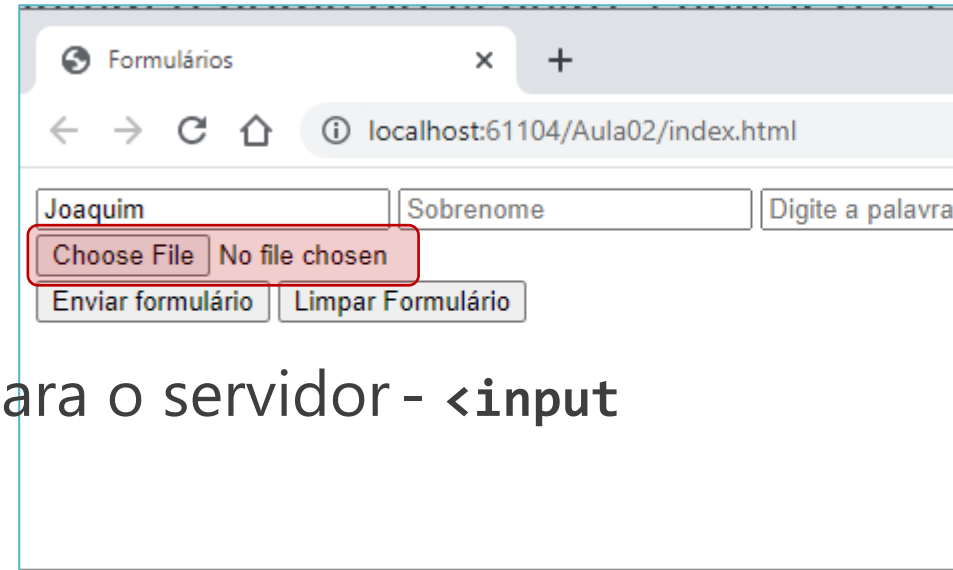 Formulários
localhost:61104/Aula02/index.html
Joaquim Sobrenome Digite a palavra
Choose File No file chosen
Enviar formulário Limpar Formulário
ara o servidor - <input